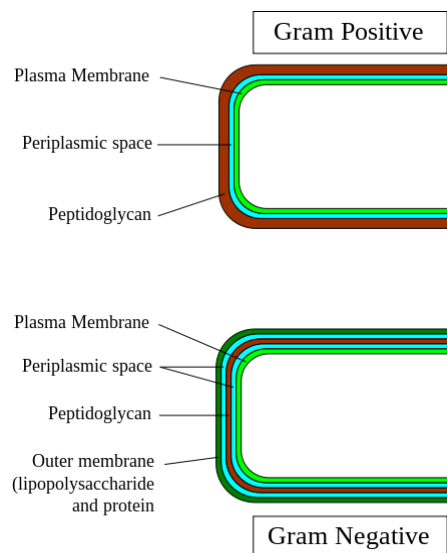 Gram Positive
Plasma Membrane
Periplasmic space
Peptidoglycan
Plasma Membrane
Periplasmic space
Peptidoglycan
Outer membrane
(lipopolysaccharide
and protein
Gram Negative